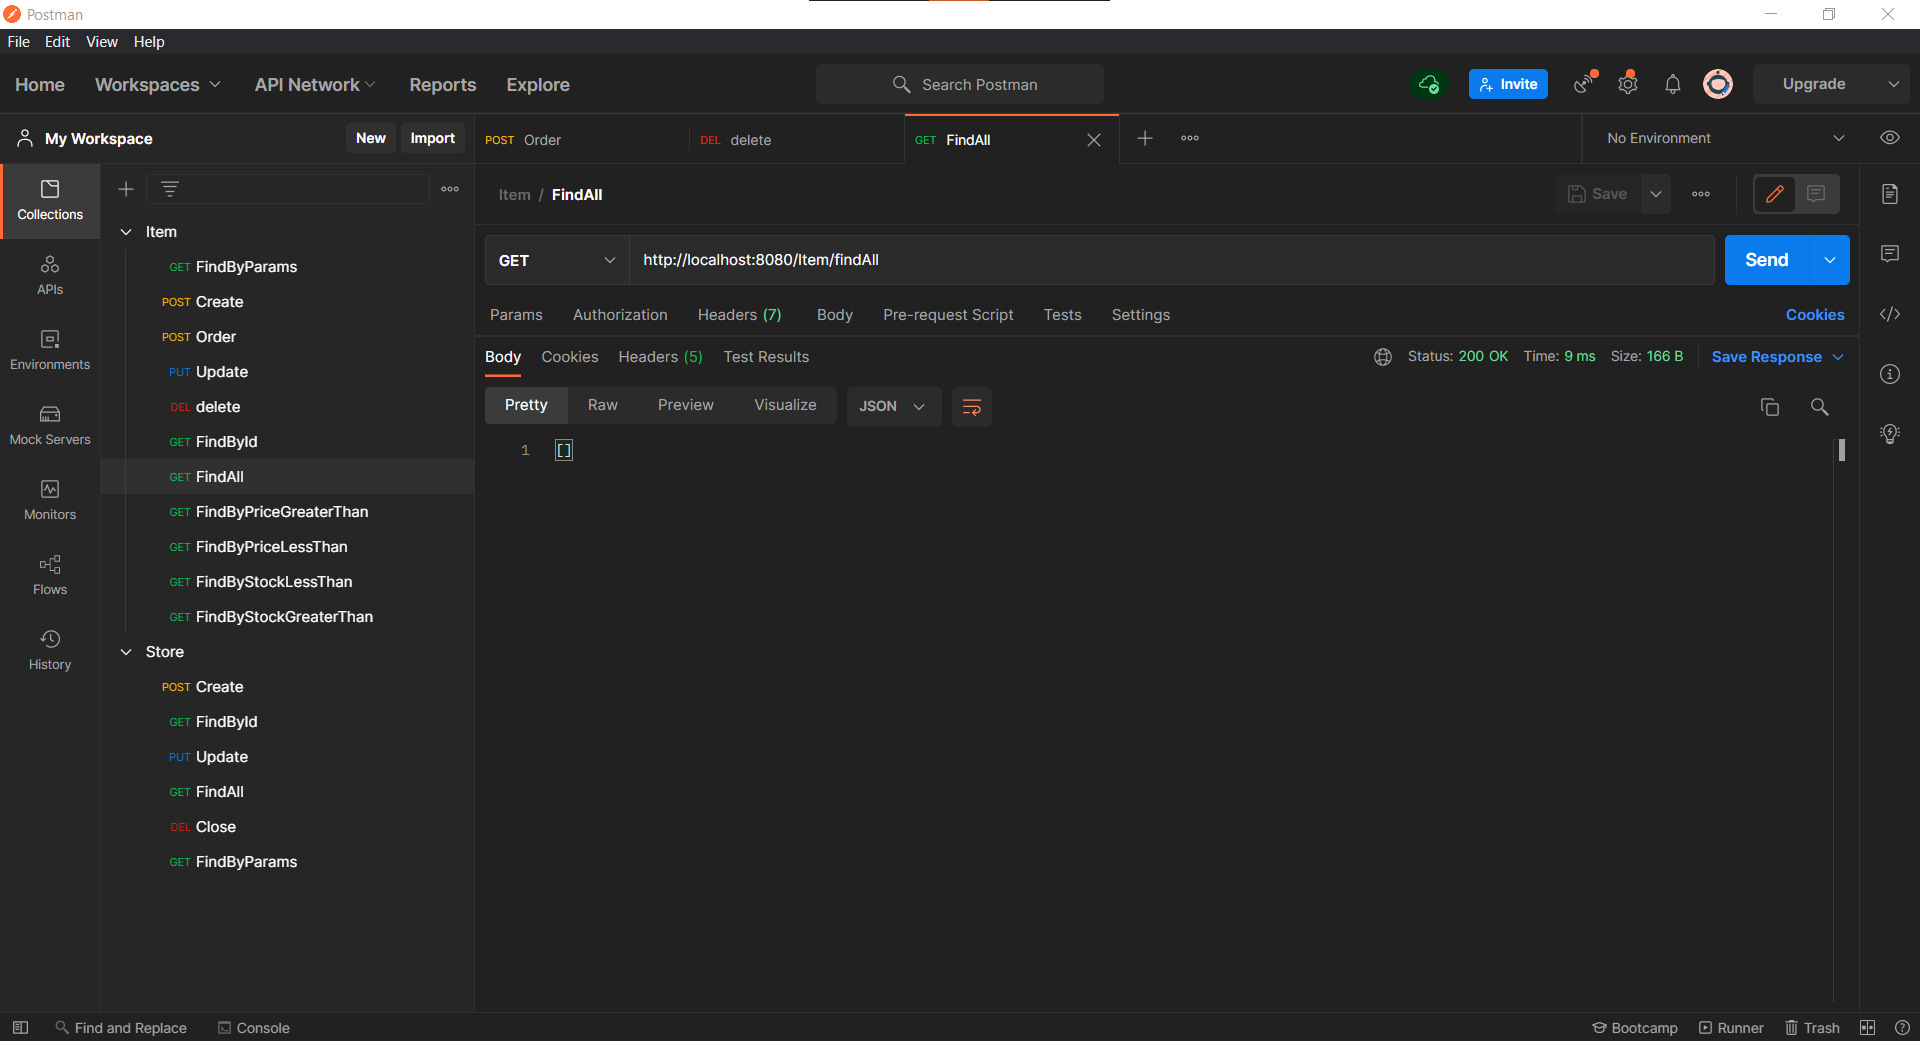 Postman
File Edit View Help
Home Workspaces API Network Reports Explore Search Postman Invite Upgrade
My Workspace New Import
POST Order DEL delete GET FindAll No Environment
Collections
APIs
Environments
Mock Servers
Monitors
Flows
History
Item
GET FindByParams
POST Create
POST Order
PUT Update
DEL delete
GET FindById
GET FindAll
GET FindByPriceGreaterThan
GET FindByPriceLessThan
GET FindByStockLessThan
GET FindByStockGreaterThan
Store
POST Create
GET FindById
PUT Update
GET FindAll
DEL Close
GET FindByParams
Item / FindAll Save
GET http://localhost:8080/Item/findAll Send
Params Authorization Headers (7) Body Pre-request Script Tests Settings Cookies
Body Cookies Headers (5) Test Results Status: 200 OK Time: 9 ms Size: 166 B Save Response
Pretty Raw Preview Visualize JSON
1 []
Find and Replace Console Bootcamp Runner Trash